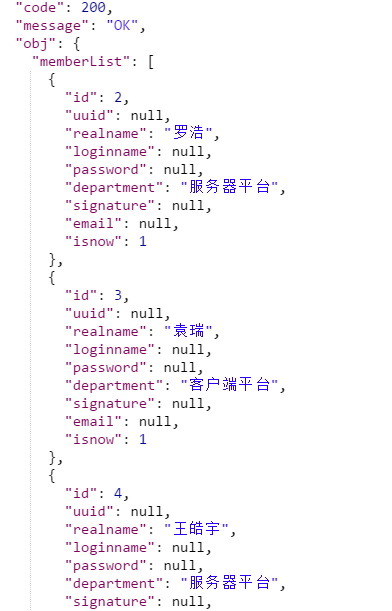 "code": 200,
"message": "OK",
"obj": {
"memberList": [
{
"id": 2,
"uuid": null,
"realname": "罗浩",
"loginname": null,
"password": null,
"department": "服务器平台",
"signature": null,
"email": null,
"isnow": 1
},
{
"id": 3,
"uuid": null,
"realname": "袁瑞",
"loginname": null,
"password": null,
"department": "客户端平台",
"signature": null,
"email": null,
"isnow": 1
},
{
"id": 4,
"uuid": null,
"realname": "王皓宇",
"loginname": null,
"password": null,
"department": "服务器平台",
"signature": null,